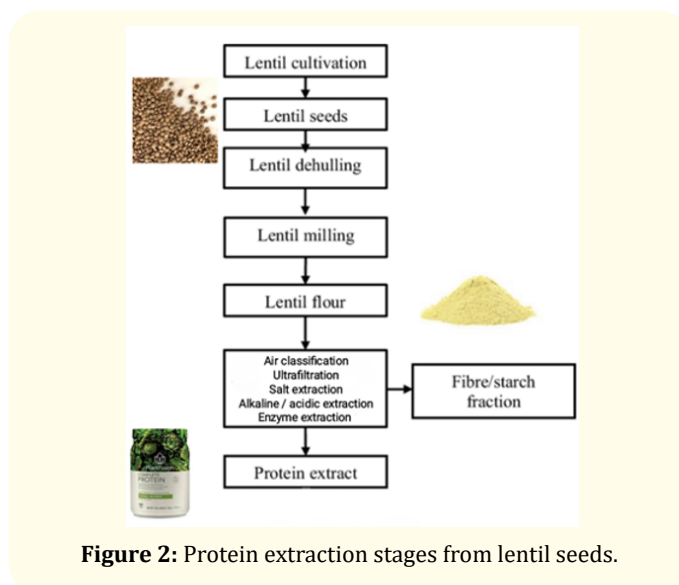 Lentil cultivation
Lentil seeds
Lentil dehulling
Lentil milling
Lentil flour
Air classification
Ultrafiltration
Salt extraction
Alkaline / acidic extraction
Enzyme extraction
Fibre/starch
fraction
COMPLETE
PROTEIN
Protein extract
Figure 2: Protein extraction stages from lentil seeds.